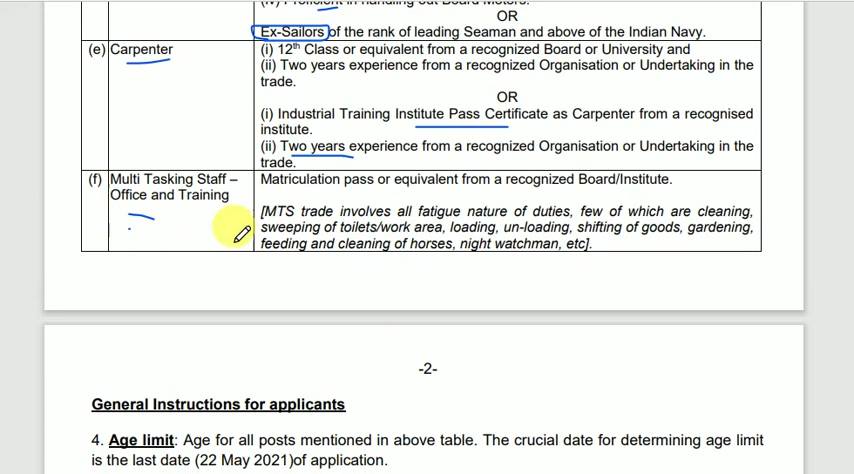 (iv) Proficient in handling out Board Motors.
OR
Ex-Sailors of the rank of leading Seaman and above of the Indian Navy.
(e) Carpenter
(i) 12th Class or equivalent from a recognized Board or University and
(ii) Two years experience from a recognized Organisation or Undertaking in the
trade.
OR
(i) Industrial Training Institute Pass Certificate as Carpenter from a recognised
institute.
(ii) Two years experience from a recognized Organisation or Undertaking in the
trade.
(f) Multi Tasking Staff –
Office and Training
Matriculation pass or equivalent from a recognized Board/Institute.
[MTS trade involves all fatigue nature of duties, few of which are cleaning,
sweeping of toilets/work area, loading, un-loading, shifting of goods, gardening,
feeding and cleaning of horses, night watchman, etc].
-2-
General Instructions for applicants
4. Age limit: Age for all posts mentioned in above table. The crucial date for determining age limit
is the last date (22 May 2021)of application.